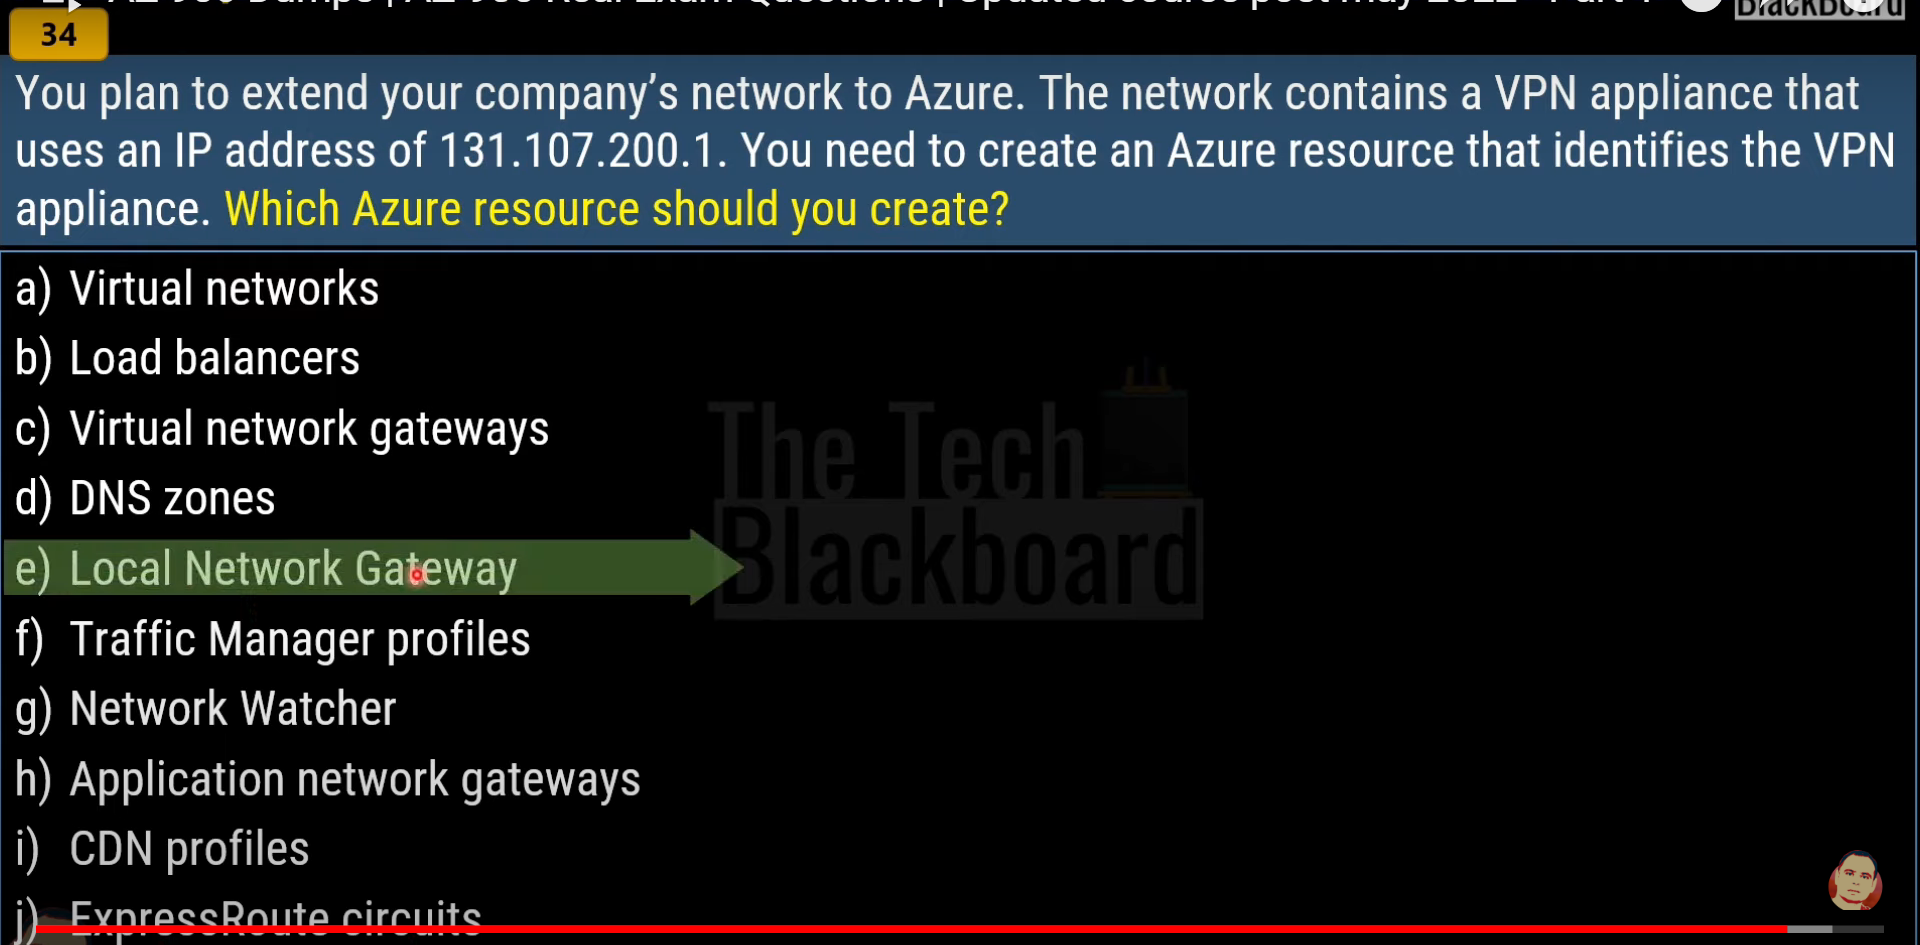 34
You plan to extend your company's network to Azure. The network contains a VPN appliance that
uses an IP address of 131.107.200.1. You need to create an Azure resource that identifies the VPN
appliance. Which Azure resource should you create?
a) Virtual networks
b) Load balancers
c) Virtual network gateways
d) DNS zones
e) Local Network Gateway
f) Traffic Manager profiles
g) Network Watcher
h) Application network gateways
i) CDN profiles
j) ExpressRoute circuits
The Tech
Blackboard